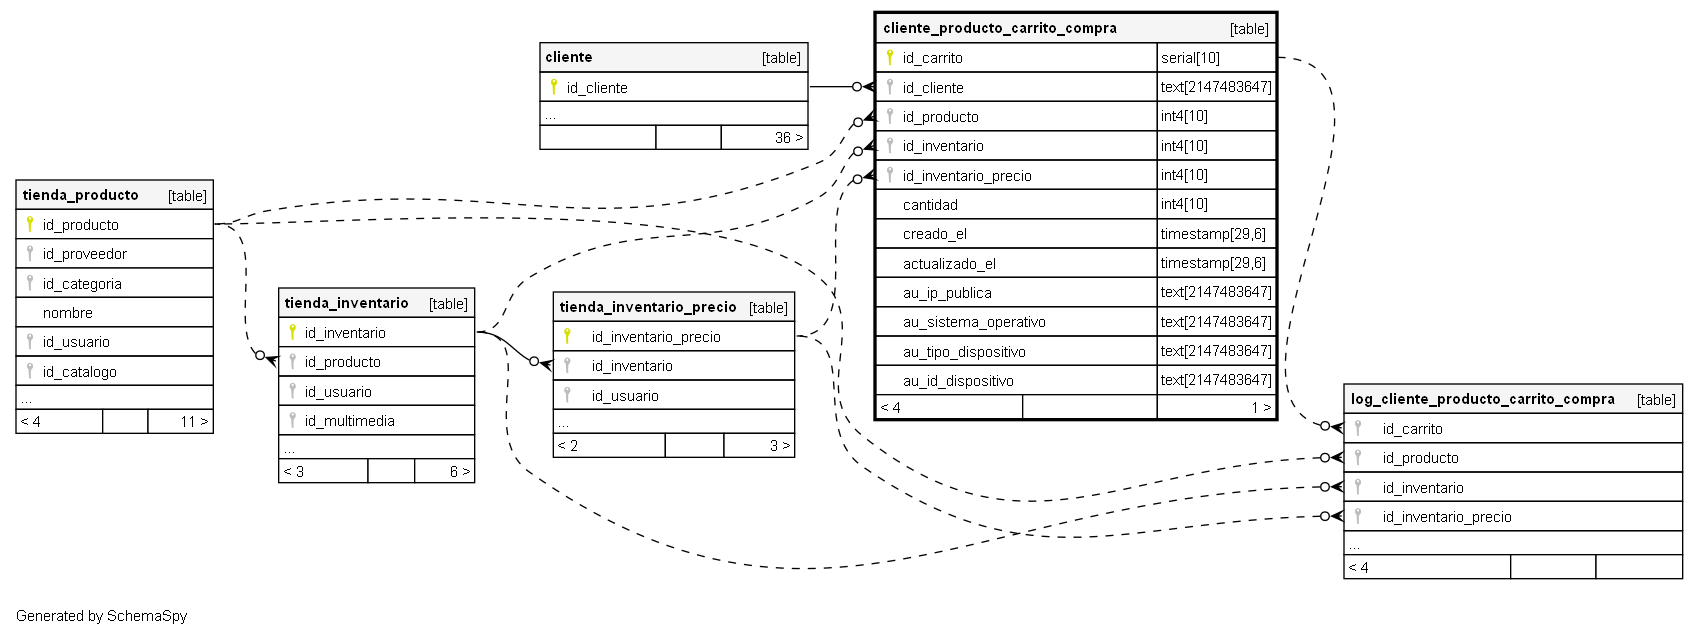 cliente [table]
id_cliente
...
36 >
cliente_producto_carrito_compra [table]
id_carrito serial[10]
id_cliente text[2147483647]
id_producto int4[10]
id_inventario int4[10]
id_inventario_precio int4[10]
cantidad int4[10]
creado_el timestamp[29,6]
actualizado_el timestamp[29,6]
au_ip_publica text[2147483647]
au_sistema_operativo text[2147483647]
au_tipo_dispositivo text[2147483647]
au_id_dispositivo text[2147483647]
< 4 1 >
tienda_producto [table]
id_producto
id_proveedor
id_categoria
nombre
id_usuario
id_catalogo
...
< 4 11 >
tienda_inventario [table]
id_inventario
id_producto
id_usuario
id_multimedia
...
< 3 6 >
tienda_inventario_precio [table]
id_inventario_precio
id_inventario
id_usuario
...
< 2 3 >
log_cliente_producto_carrito_compra [table]
id_carrito
id_producto
id_inventario
id_inventario_precio
...
< 4
Generated by SchemaSpy